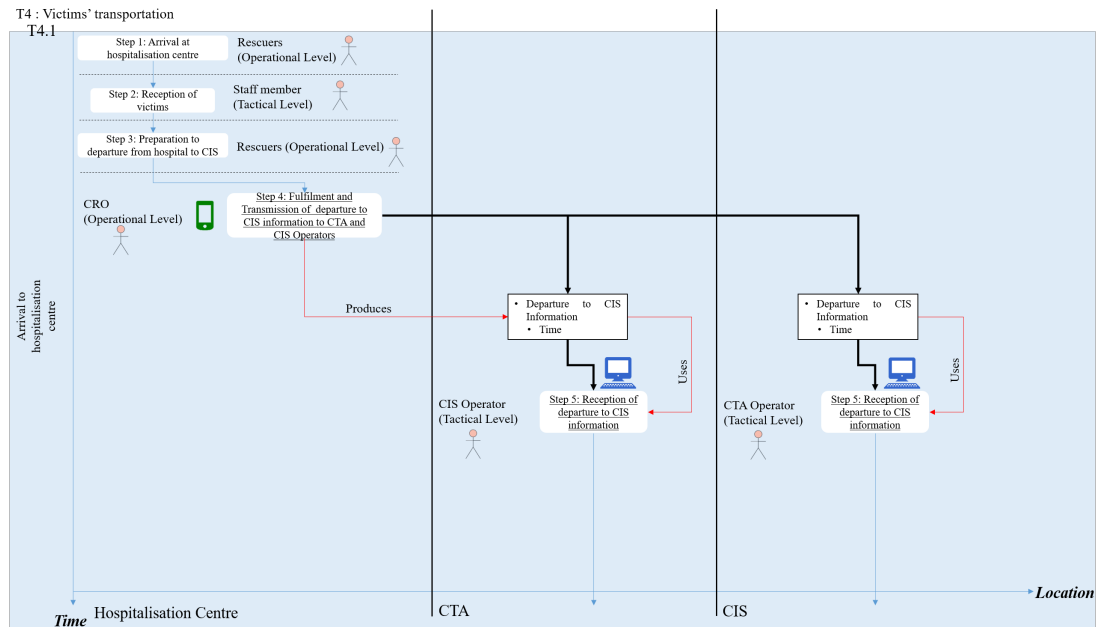 T4 : Victims' transportation
T4.1
Step 1: Arrival at
hospitalisation centre
Rescuers
(Operational Level)
Step 2: Reception of
victims
Staff member
(Tactical Level)
Step 3: Preparation to
departure from hospital to CIS
Rescuers (Operational Level)
CRO
(Operational Level)
Step 4: Fulfilment and
Transmission of departure to
CIS information to CTA and
CIS Operators
Arrival to
hospitalisation
centre
Produces
• Departure to CIS
Information
• Time
Uses
• Departure to CIS
Information
• Time
Uses
CIS Operator
(Tactical Level)
Step 5: Reception of
departure to CIS
information
CTA Operator
(Tactical Level)
Step 5: Reception of
departure to CIS
information
Location
Time
Hospitalisation Centre
CTA
CIS